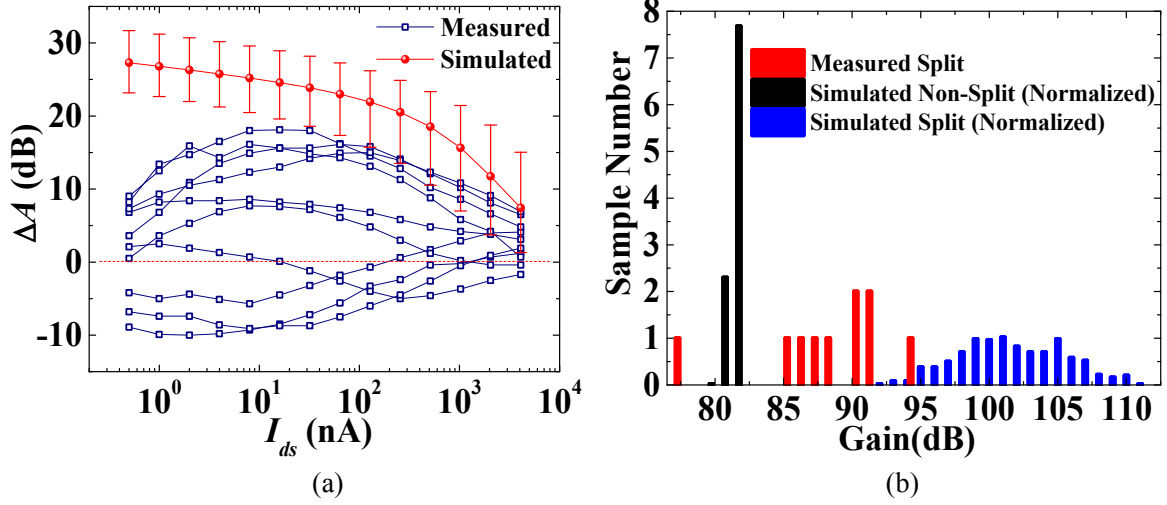 30
20
10
0
-10
ΔA (dB)
Measured
Simulated
10^0 10^1 10^2 10^3 10^4
I_ds (nA)
(a)
8
7
6
5
4
3
2
1
0
Sample Number
Measured Split
Simulated Non-Split (Normalized)
Simulated Split (Normalized)
80 85 90 95 100 105 110
Gain(dB)
(b)